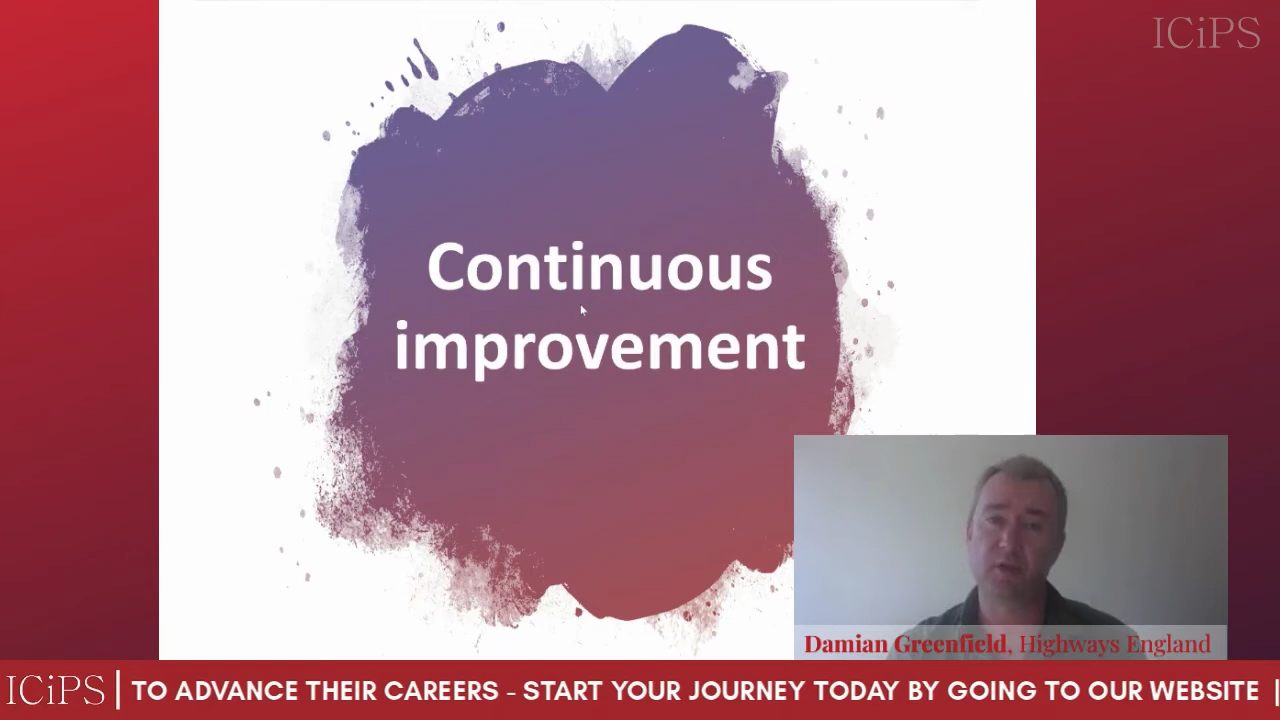 ICiPS
Continuous
improvement
Damian Greenfield, Highways England
ICiPS | TO ADVANCE THEIR CAREERS - START YOUR JOURNEY TODAY BY GOING TO OUR WEBSITE |